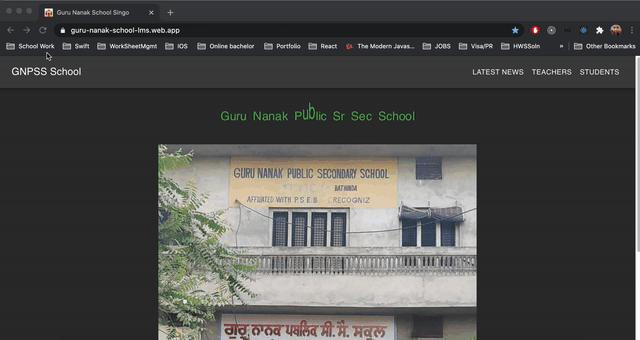 Guru Nanak School Singo
guru-nanak-school-lms.web.app
School Work Swift WorkSheetMgmt IOS Online bachelor Portfolio React The Modern Javas... JOBS Visa/PR HWSSoln » Other Bookmarks
GNPSS School LATEST NEWS TEACHERS STUDENTS
Guru Nanak Public Sr Sec School
GURU NANAK PUBLIC SECONDARY SCHOOL
BATHINDA
AFFILIATED WITH P.S.E.B RECOGNIZ
ਗੁਰੂ ਨਾਨਕ ਪਬਲਿਕ ਸੀ. ਸੈ. ਸਕੂਲ